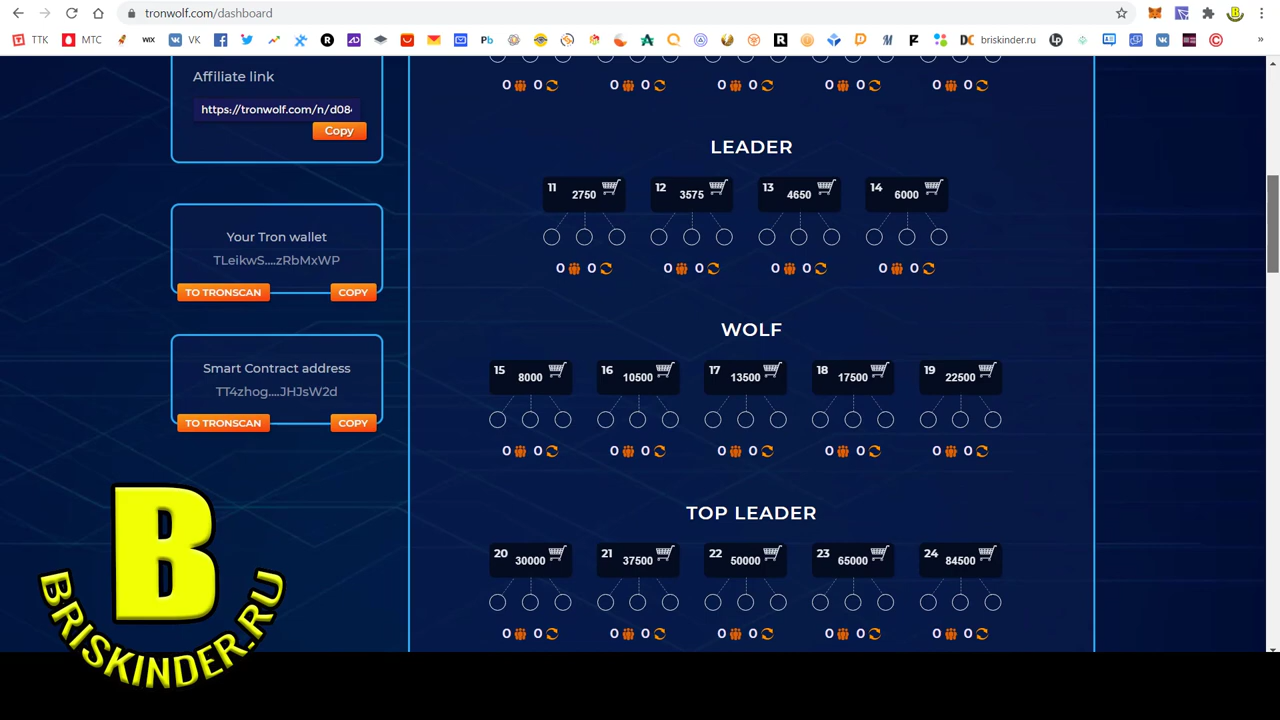 tronwolf.com/dashboard
ТТК
МТС
WIX
VK
Pb
briskinder.ru
Affiliate link
https://tronwolf.com/n/d08
Copy
Your Tron wallet
TLeikwS....zRbMxWP
TO TRONSCAN
COPY
Smart Contract address
TT4zhog....JHJsW2d
TO TRONSCAN
COPY
0 0 0 0 0 0 0 0 0 0
LEADER
11 2750 12 3575 13 4650 14 6000
0 0 0 0 0 0 0 0
WOLF
15 8000 16 10500 17 13500 18 17500 19 22500
0 0 0 0 0 0 0 0 0 0
TOP LEADER
20 30000 21 37500 22 50000 23 65000 24 84500
0 0 0 0 0 0 0 0 0 0
B
BRISKINDER.RU